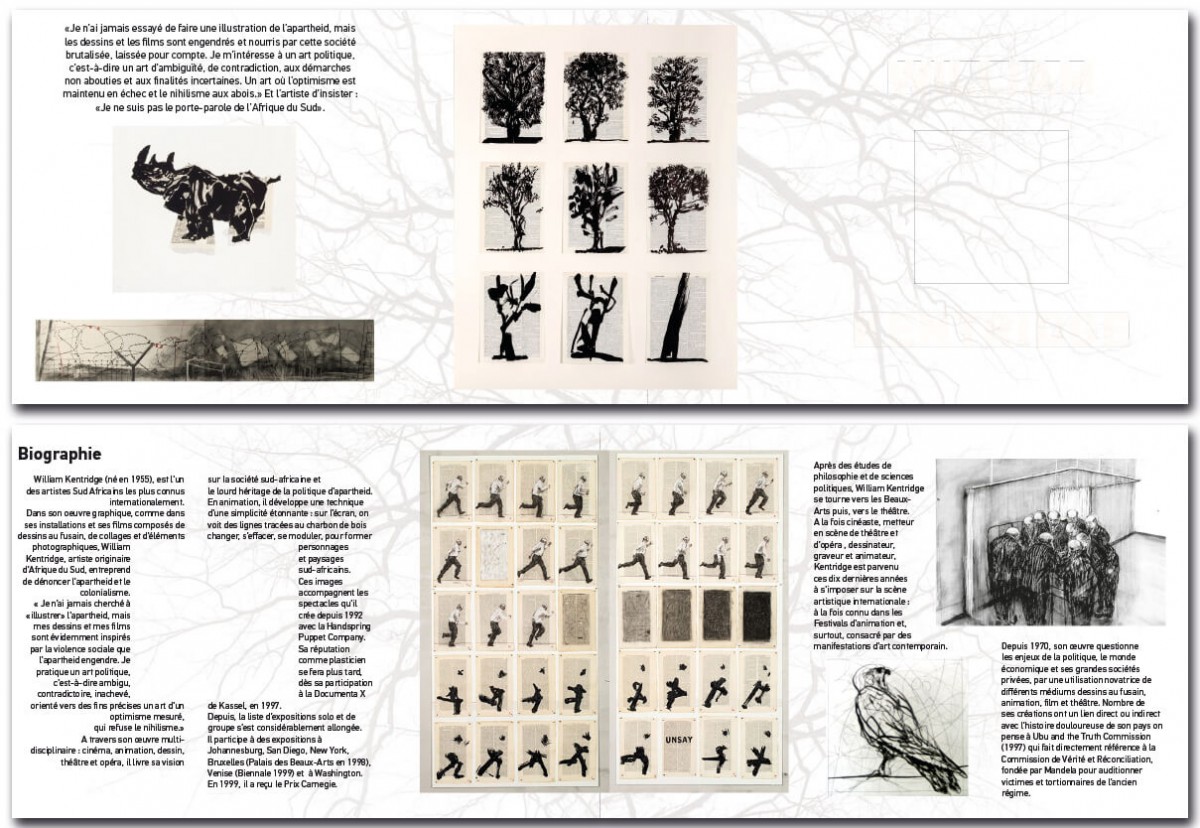 «Je n'ai jamais essayé de faire une illustration de l'apartheid, mais
les dessins et les films sont engendrés et nourris par cette société
brutalisée, laissée pour compte. Je m'intéresse à un art politique,
c'est-à-dire un art d'ambiguïté, de contradiction, aux démarches
non abouties et aux finalités incertaines. Un art où l'optimisme est
maintenu en échec et le nihilisme aux abois.» Et l'artiste d'insister :
«Je ne suis pas le porte-parole de l'Afrique du Sud».
Biographie
William Kentridge (né en 1955), est l'un
des artistes Sud Africains les plus connus
internationalement.
Dans son oeuvre graphique, comme dans
ses installations et ses films composés de
dessins au fusain, de collages et d'éléments
photographiques, William
Kentridge, artiste originaire
d'Afrique du Sud, entreprend
de dénoncer l'apartheid et le
colonialisme.
« Je n'ai jamais cherché à
« illustrer» l'apartheid, mais
mes dessins et mes films
sont évidemment inspirés
par la violence sociale que
l'apartheid engendre. Je
pratique un art politique,
c'est-à-dire ambigu,
contradictoire, inachevé,
orienté vers des fins précises un art d'un
optimisme mesuré,
qui refuse le nihilisme.»
A travers son œuvre multi-
disciplinaire : cinéma, animation, dessin,
théâtre et opéra, il livre sa vision
sur la société sud-africaine et
le lourd héritage de la politique d'apartheid.
En animation, il développe une technique
d'une simplicité étonnante : sur l'écran, on
voit des lignes tracées au charbon de bois
changer, s'effacer, se moduler, pour former
personnages
et paysages
sud-africains.
Ces images
accompagnent les
spectacles qu'il
crée depuis 1992
avec la Handspring
Puppet Company.
Sa réputation
comme plasticien
se fera plus tard,
dès sa participation
à la Documenta X
de Kassel, en 1997.
Depuis, la liste d'expositions solo et de
groupe s'est considérablement allongée.
Il participe à des expositions à
Johannesburg, San Diego, New York,
Bruxelles (Palais des Beaux-Arts en 1998),
Venise (Biennale 1999) et à Washington.
En 1999, il a reçu le Prix Carnegie.
UNSAY
Après des études de
philosophie et de sciences
politiques, William Kentridge
se tourne vers les Beaux-
Arts puis, vers le théâtre.
A la fois cinéaste, metteur
en scène de théâtre et
d'opéra , dessinateur,
graveur et animateur,
Kentridge est parvenu
ces dix dernières années
à s'imposer sur la scène
artistique internationale :
à la fois connu dans les
Festivals d'animation et,
surtout, consacré par des
manifestations d'art contemporain.
Depuis 1970, son œuvre questionne
les enjeux de la politique, le monde
économique et ses grandes sociétés
privées, par une utilisation novatrice de
différents médiums dessins au fusain,
animation, film et théâtre. Nombre de
ses créations ont un lien direct ou indirect
avec l'histoire douloureuse de son pays on
pense à Ubu and the Truth Commission
(1997) qui fait directement référence à la
Commission de Vérité et Réconciliation,
fondée par Mandela pour auditionner
victimes et tortionnaires de l'ancien
régime.